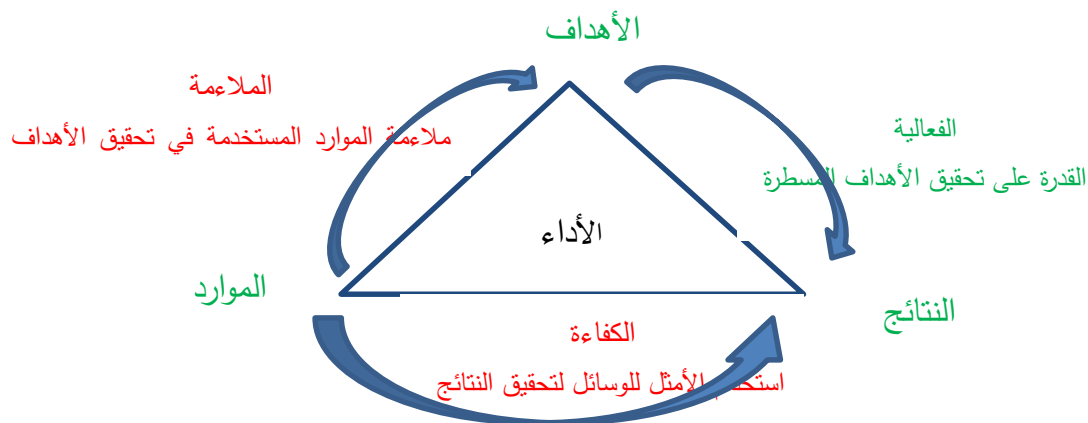 الأهداف
الملاءمة
ملاءمة الموارد المستخدمة في تحقيق الأهداف
الفعالية
القدرة على تحقيق الأهداف المسطرة
الأداء
الموارد
النتائج
الكفاءة
الأمثل للوسائل لتحقيق النتائج